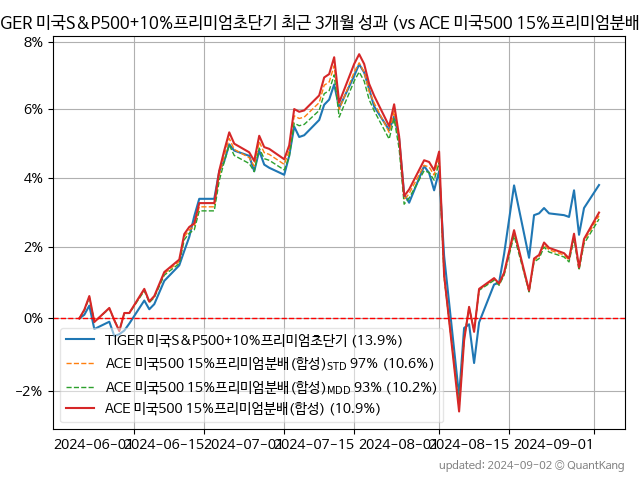 TIGER 미국S&P500+10%프리미엄초단기 최근 3개월 성과 (vs ACE 미국500 15%프리미엄분배
8%
6%
4%
2%
0%
−2%
TIGER 미국S&P500+10%프리미엄초단기 (13.9%)
ACE 미국500 15%프리미엄분배(합성)STD 97% (10.6%)
ACE 미국500 15%프리미엄분배(합성)MDD 93% (10.2%)
ACE 미국500 15%프리미엄분배(합성) (10.9%)
2024-06-01 2024-06-15 2024-07-01 2024-07-15 2024-08-01 2024-08-15 2024-09-01
updated: 2024-09-02 © QuantKang